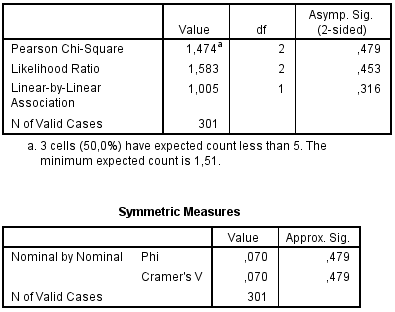 Value df Asymp. Sig. (2-sided)
Pearson Chi-Square 1,474a 2 ,479
Likelihood Ratio 1,583 2 ,453
Linear-by-Linear Association 1,005 1 ,316
N of Valid Cases 301
a. 3 cells (50,0%) have expected count less than 5. The
minimum expected count is 1,51.
Symmetric Measures
Value Approx. Sig.
Nominal by Nominal Phi ,070 ,479
Cramer's V ,070 ,479
N of Valid Cases 301